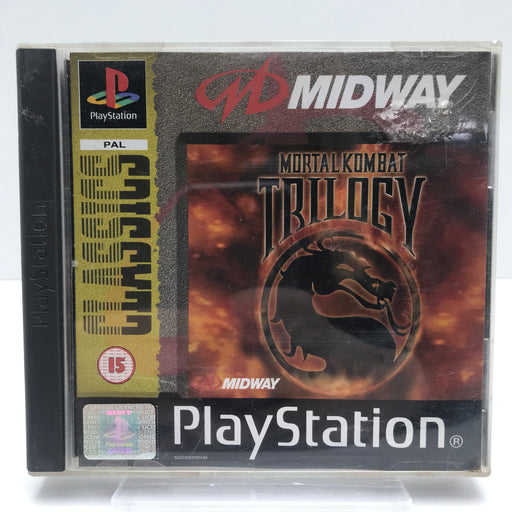 PlayStation
PlayStation
PAL
CLASSICS
15
MIDWAY
MORTAL KOMBAT
TRILOGY
MIDWAY
PlayStation®